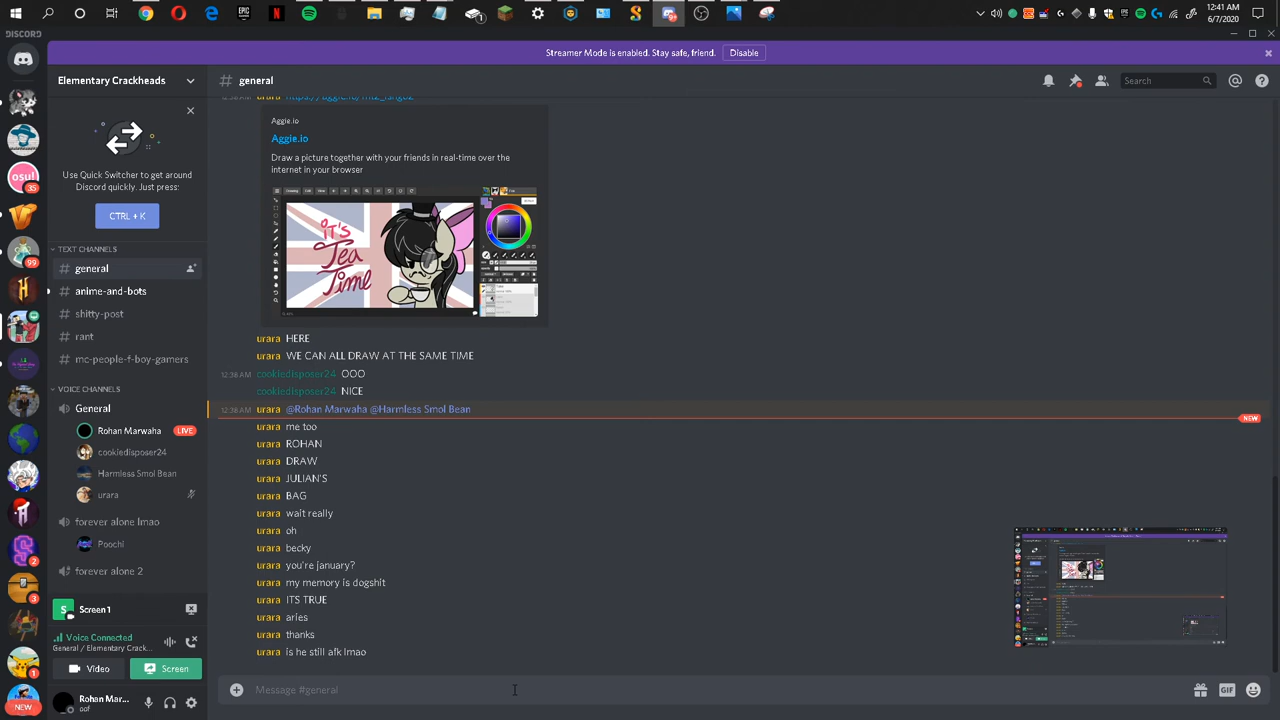 12:41 AM
6/7/2020
DISCORD
Streamer Mode is enabled. Stay safe, friend. Disable
Elementary Crackheads
# general
Search
Use Quick Switcher to get around
Discord quickly. Just press:
CTRL + K
TEXT CHANNELS
# general
# anime-and-bots
# shitty-post
# rant
# mc-people-f-boy-gamers
VOICE CHANNELS
General
Rohan Marwaha LIVE
cookiedisposer24
Harmless Smol Bean
urara
forever alone lmao
Poochi
forever alone 2
Screen 1
Voice Connected
General / Elementary Crack...
Video Screen
Rohan Mar...
oof
35
99
2
3
1
NEW
urara
Aggie.io
Aggie.io
Draw a picture together with your friends in real-time over the
internet in your browser
IT'S
Tea
Time
urara HERE
urara WE CAN ALL DRAW AT THE SAME TIME
12:38 AM cookiedisposer24 OOO
cookiedisposer24 NICE
12:38 AM urara @Rohan Marwaha @Harmless Smol Bean
NEW
urara me too
urara ROHAN
urara DRAW
urara JULIAN'S
urara BAG
urara wait really
urara oh
urara becky
urara you're january?
urara my memory is dogshit
urara ITS TRUE
urara aries
urara thanks
urara is he still afk lmao
Message #general
GIF